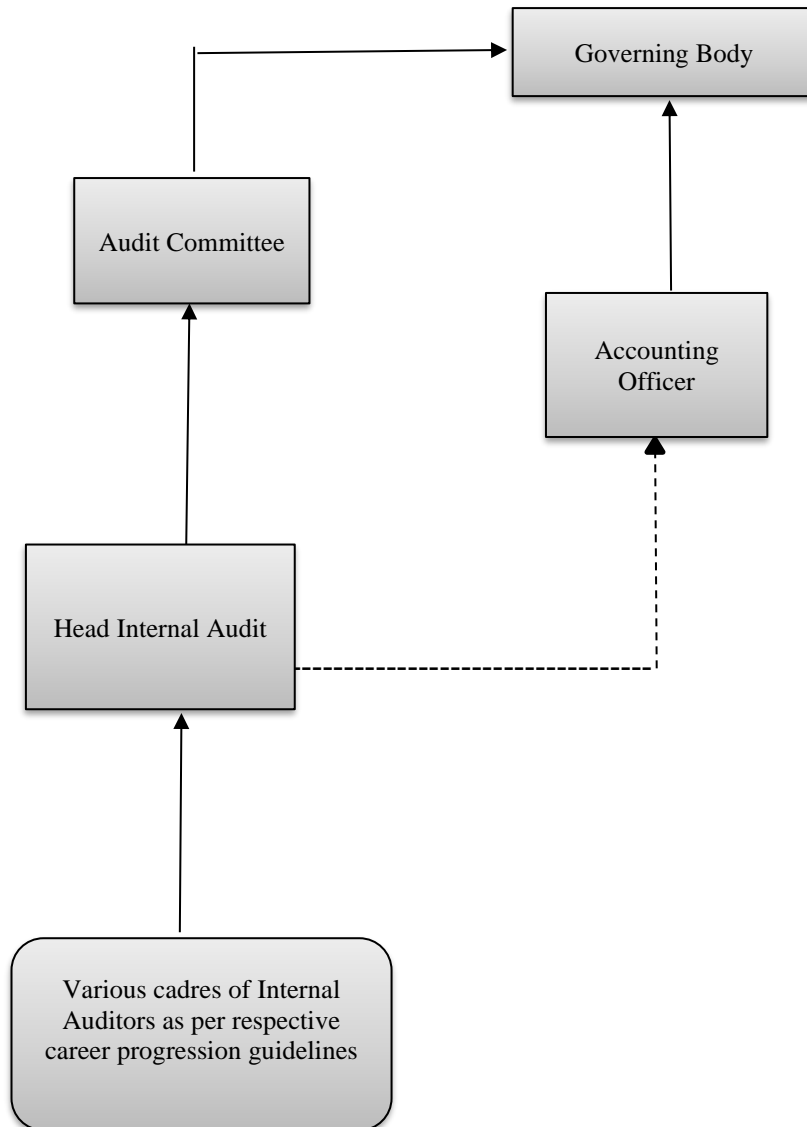 Governing Body
Audit Committee
Accounting
Officer
Head Internal Audit
Various cadres of Internal
Auditors as per respective
career progression guidelines